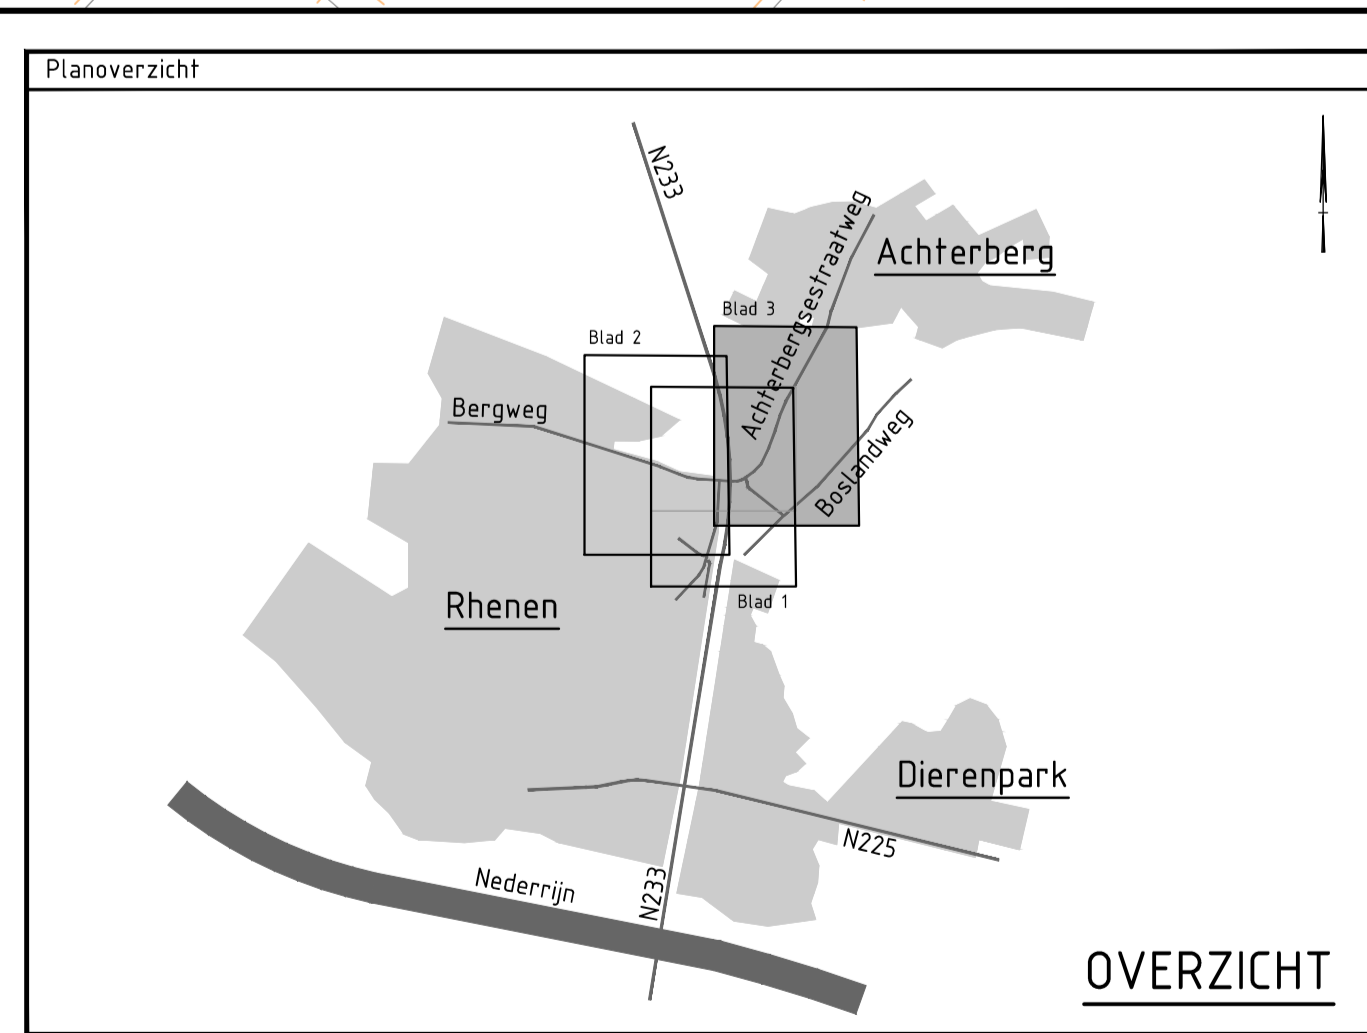 Planoverzicht
N233
Achterbergsestraatweg
Achterberg
Blad 3
Blad 2
Bergweg
Boslandweg
Rhenen
Blad 1
Dierenpark
N225
Nederrijn
N233
OVERZICHT